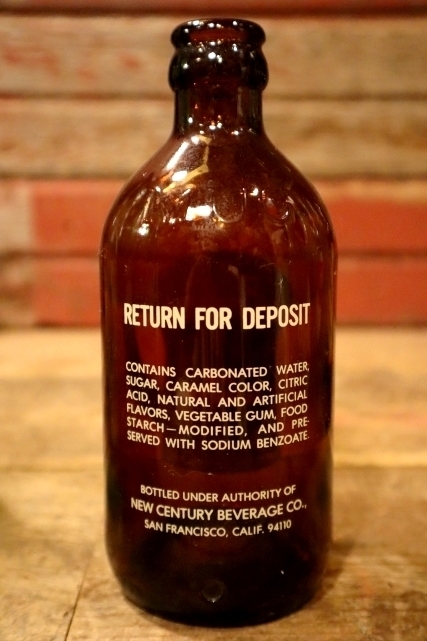 RETURN FOR DEPOSIT
CONTAINS CARBONATED WATER,
SUGAR, CARAMEL COLOR, CITRIC
ACID, NATURAL AND ARTIFICIAL
FLAVORS, VEGETABLE GUM, FOOD
STARCH—MODIFIED, AND PRE-
SERVED WITH SODIUM BENZOATE.
BOTTLED UNDER AUTHORITY OF
NEW CENTURY BEVERAGE CO.,
SAN FRANCISCO, CALIF. 94110